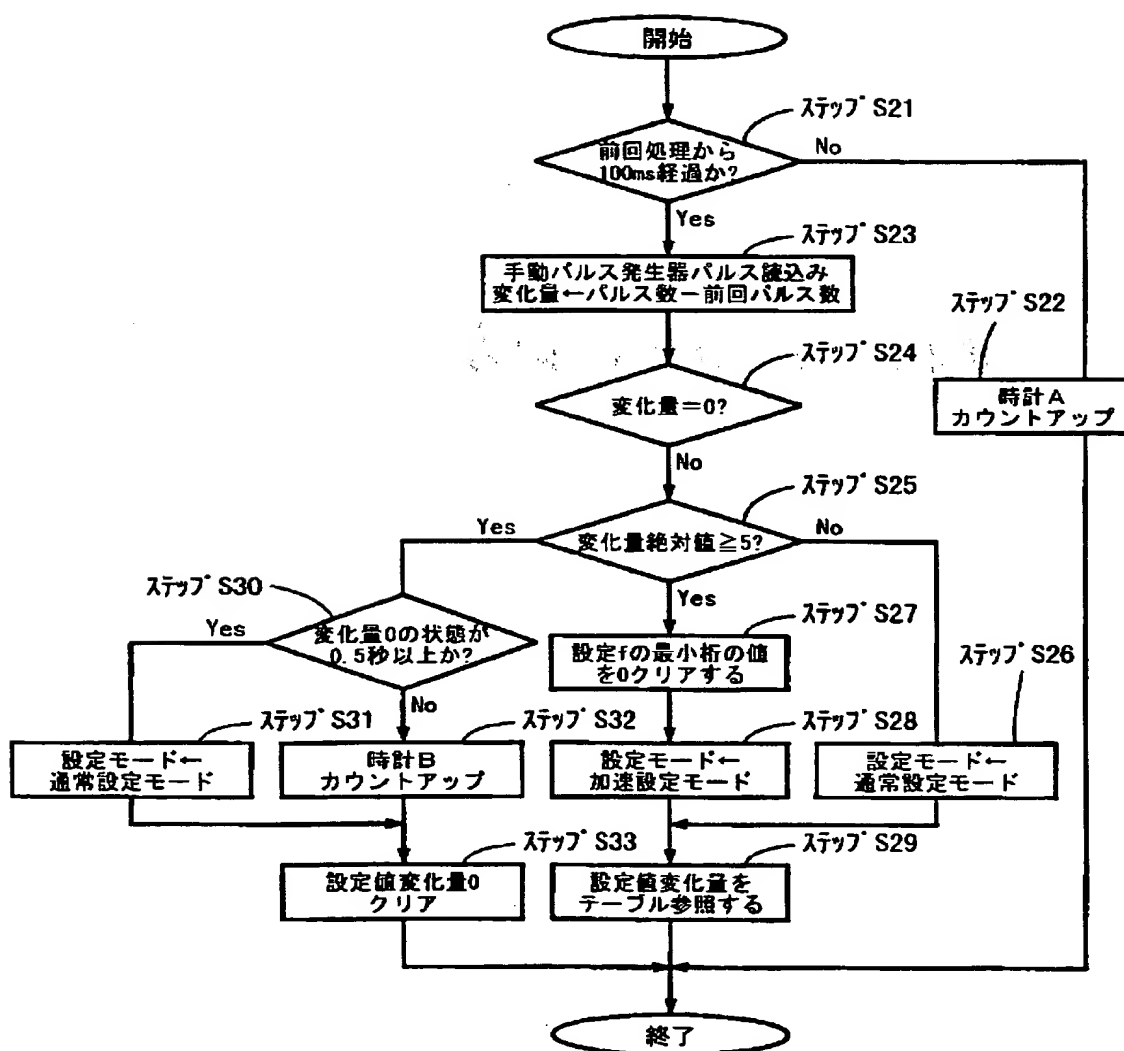 開始
ステップ S21
前回処理から
100ms経過か?
No
Yes
ステップ S23
手動パルス発生器パルス読込み
変化量←パルス数－前回パルス数
ステップ S22
時計A
カウントアップ
ステップ S24
変化量＝0?
No
ステップ S25
Yes
変化量絶対値≧5?
No
Yes
ステップ S30
Yes
変化量0の状態が
0.5秒以上か?
No
ステップ S27
設定fの最小桁の値
を0クリアする
ステップ S26
ステップ S31
設定モード←
通常設定モード
ステップ S32
時計B
カウントアップ
ステップ S28
設定モード←
加速設定モード
設定モード←
通常設定モード
ステップ S33
設定値変化量0
クリア
ステップ S29
設定値変化量を
テーブル参照する
終了